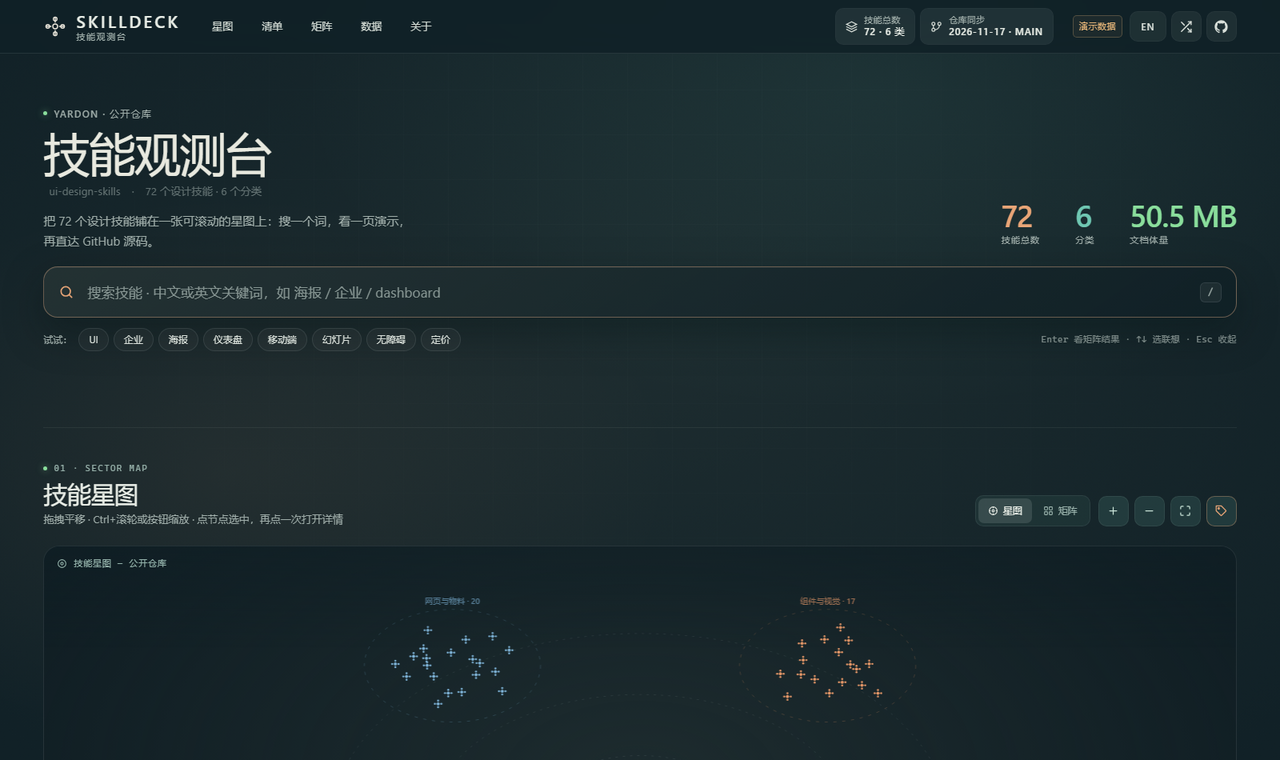 SKILLDECK
技能观测台
星图
清单
矩阵
数据
关于
技能总数
72 · 6 类
仓库同步
2026-11-17 · MAIN
演示数据
EN
YARDON · 公开仓库
技能观测台
ui-design-skills · 72 个设计技能 · 6 个分类
把 72 个设计技能铺在一张可滚动的星图上：搜一个词，看一页演示，
再直达 GitHub 源码。
72
技能总数
6
分类
50.5 MB
文档体量
搜索技能 · 中文或英文关键词，如 海报 / 企业 / dashboard
/
试试：
UI
企业
海报
仪表盘
移动端
幻灯片
无障碍
定价
Enter 看矩阵结果 · ↑↓ 选联想 · Esc 收起
01 · SECTOR MAP
技能星图
拖拽平移 · Ctrl+滚轮或按钮缩放 · 点节点选中，再点一次打开详情
星图
矩阵
技能星图 — 公开仓库
网页与物料 · 20
组件与视觉 · 17